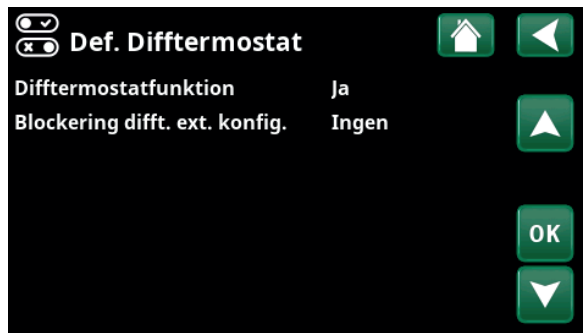 Def. Difftermostat
Difftermostatfunktion Ja
Blockering difft. ext. konfig. Ingen
OK